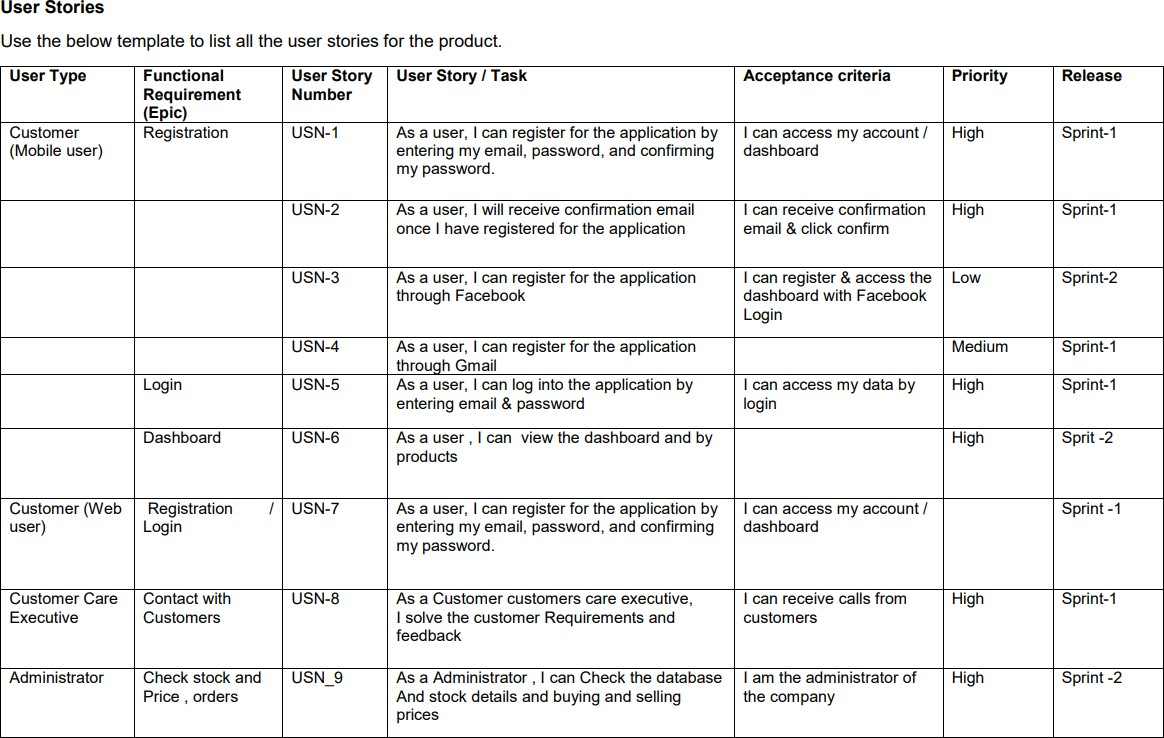 User Stories
Use the below template to list all the user stories for the product.
User Type
Functional
Requirement
(Epic)
User Story
Number
User Story / Task
Acceptance criteria
Priority
Release
Customer
(Mobile user)
Registration
USN-1
As a user, I can register for the application by
entering my email, password, and confirming
my password.
I can access my account /
dashboard
High
Sprint-1
USN-2
As a user, I will receive confirmation email
once I have registered for the application
I can receive confirmation
email & click confirm
High
Sprint-1
USN-3
As a user, I can register for the application
through Facebook
I can register & access the
dashboard with Facebook
Login
Low
Sprint-2
USN-4
As a user, I can register for the application
through Gmail
Medium
Sprint-1
Login
USN-5
As a user, I can log into the application by
entering email & password
I can access my data by
login
High
Sprint-1
Dashboard
USN-6
As a user , I can  view the dashboard and by
products
High
Sprit -2
Customer (Web
user)
Registration /
Login
USN-7
As a user, I can register for the application by
entering my email, password, and confirming
my password.
I can access my account /
dashboard
Sprint -1
Customer Care
Executive
Contact with
Customers
USN-8
As a Customer customers care executive,
I solve the customer Requirements and
feedback
I can receive calls from
customers
High
Sprint-1
Administrator
Check stock and
Price , orders
USN_9
As a Administrator , I can Check the database
And stock details and buying and selling
prices
I am the administrator of
the company
High
Sprint -2